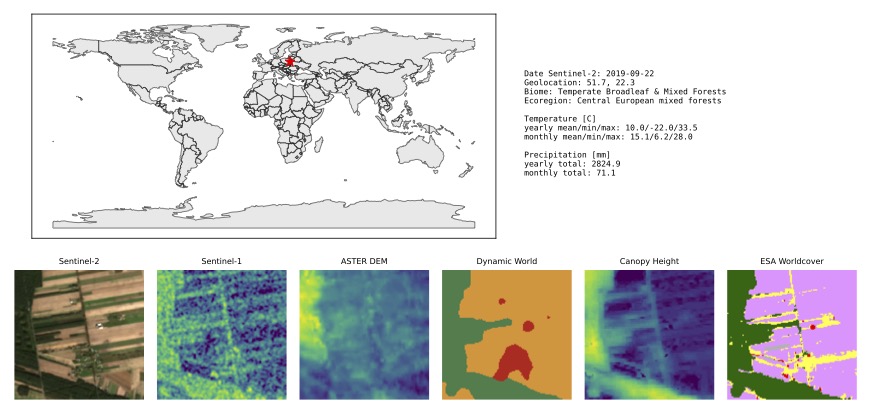 Date Sentinel-2: 2019-09-22
Geolocation: 51.7, 22.3
Biome: Temperate Broadleaf & Mixed Forests
Ecoregion: Central European mixed forests
Temperature [C]
yearly mean/min/max: 10.0/-22.0/33.5
monthly mean/min/max: 15.1/6.2/28.0
Precipitation [mm]
yearly total: 2824.9
monthly total: 71.1
Sentinel-2
Sentinel-1
ASTER DEM
Dynamic World
Canopy Height
ESA Worldcover